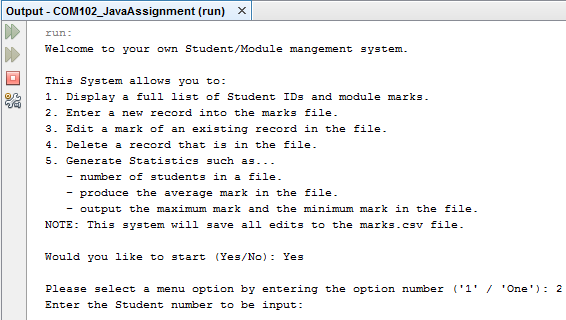 Output - COM102_JavaAssignment (run) ×
run:
Welcome to your own Student/Module mangement system.
This System allows you to:
1. Display a full list of Student IDs and module marks.
2. Enter a new record into the marks file.
3. Edit a mark of an existing record in the file.
4. Delete a record that is in the file.
5. Generate Statistics such as...
- number of students in a file.
- produce the average mark in the file.
- output the maximum mark and the minimum mark in the file.
NOTE: This system will save all edits to the marks.csv file.
Would you like to start (Yes/No): Yes
Please select a menu option by entering the option number ('1' / 'One'): 2
Enter the Student number to be input: